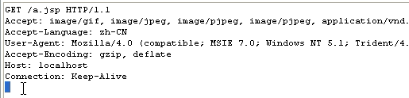 GET /a.jsp HTTP/1.1
Accept: image/gif, image/jpeg, image/pjpeg, image/pjpeg, application/vnd.
Accept-Language: zh-CN
User-Agent: Mozilla/4.0 (compatible; MSIE 7.0; Windows NT 5.1; Trident/4.
Accept-Encoding: gzip, deflate
Host: localhost
Connection: Keep-Alive